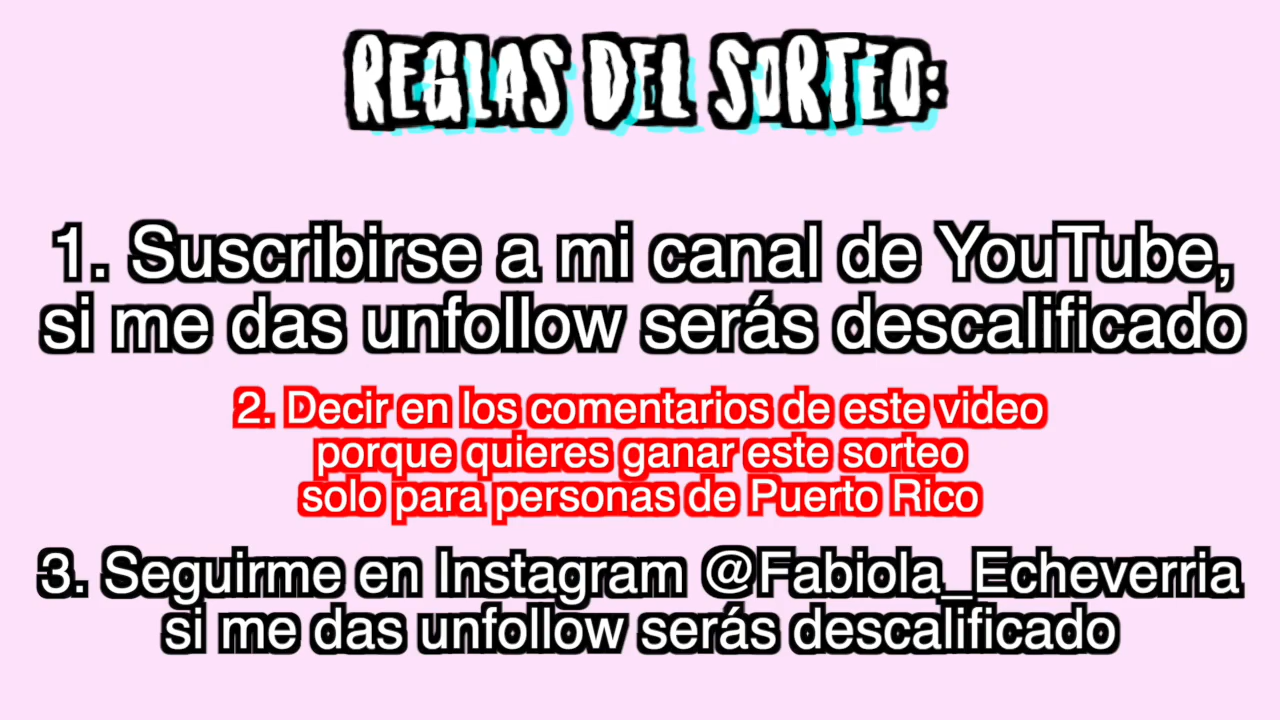 REGLAS DEL SORTEO:
1. Suscribirse a mi canal de YouTube,
si me das unfollow serás descalificado
2. Decir en los comentarios de este video
porque quieres ganar este sorteo
solo para personas de Puerto Rico
3. Seguirme en Instagram @Fabiola_Echeverria
si me das unfollow serás descalificado